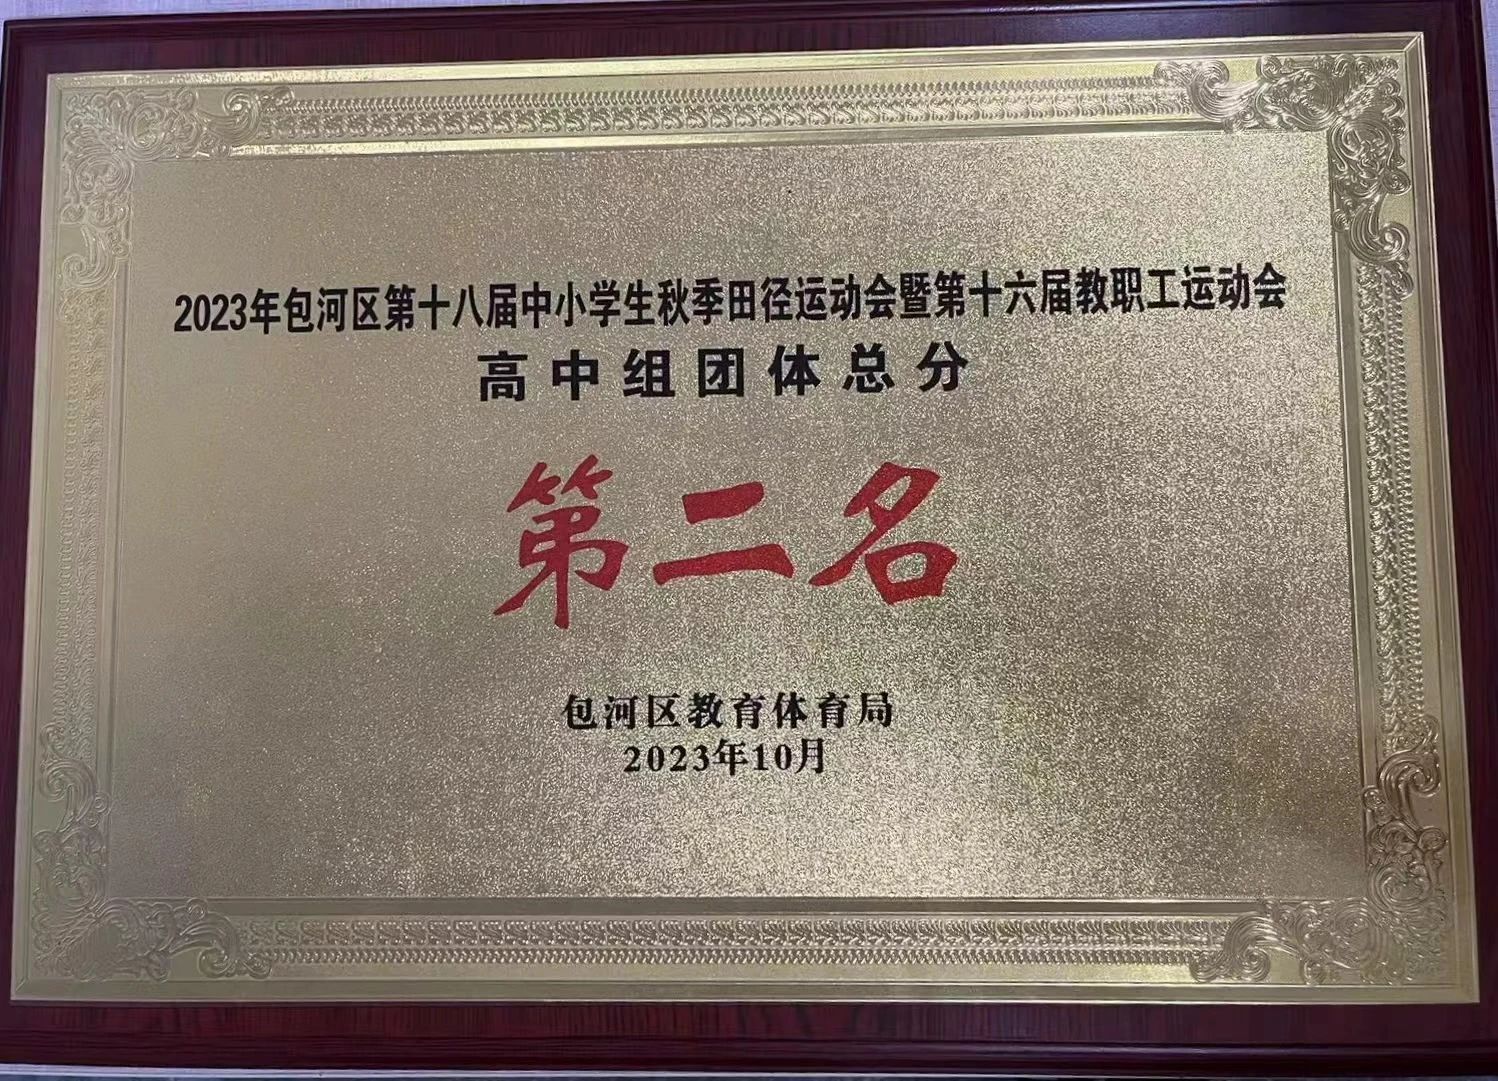 2023年包河区第十八届中小学生秋季田径运动会暨第十六届教职工运动会
高中组团体总分
第二名
包河区教育体育局
2023年10月